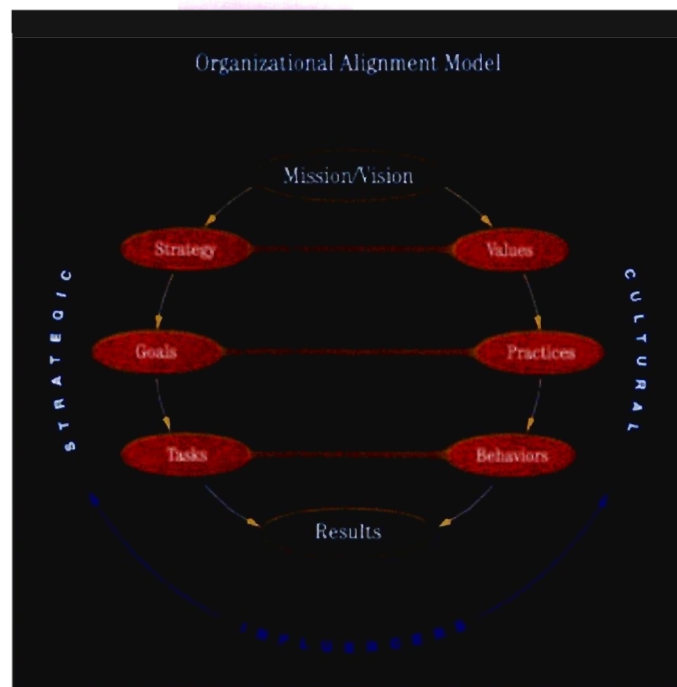 Organizational Alignment Model
Mission/Vision
Strategy
Values
STRATEGIC
CULTURAL
Goals
Practices
Tasks
Behaviors
Results